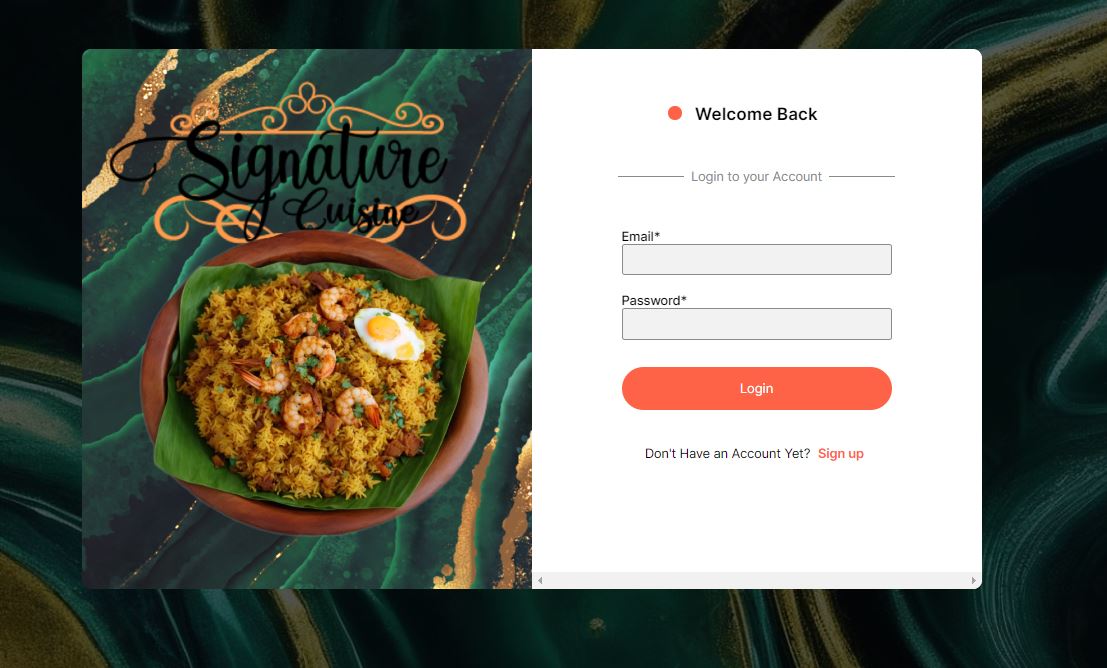 Signature
Cuisine
Welcome Back
Login to your Account
Email*
Password*
Login
Don't Have an Account Yet? Sign up